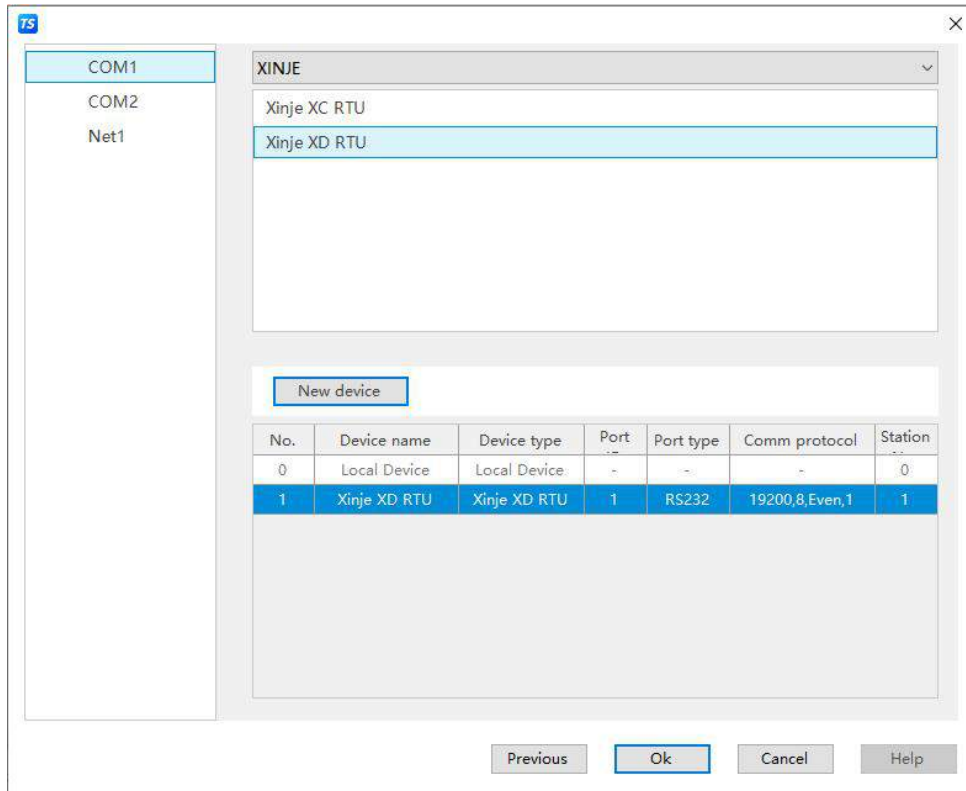 TS
COM1
COM2
Net1
XINJE
Xinje XC RTU
Xinje XD RTU
New device
No. Device name Device type Port Port type Comm protocol Station
0 Local Device Local Device - - - 0
1 Xinje XD RTU Xinje XD RTU 1 RS232 19200,8,Even,1 1
Previous Ok Cancel Help